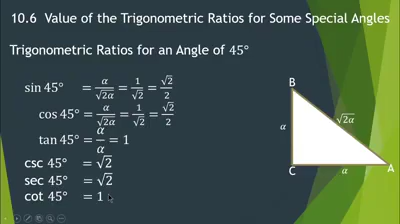 10.6 Value of the Trigonometric Ratios for Some Special Angles
Trigonometric Ratios for an Angle of 45°
sin 45° = α/√2α = 1/√2 = √2/2
cos 45° = α/√2α = 1/√2 = √2/2
tan 45° = α/α = 1
csc 45° = √2
sec 45° = √2
cot 45° = 1
B
α
√2α
C
α
A